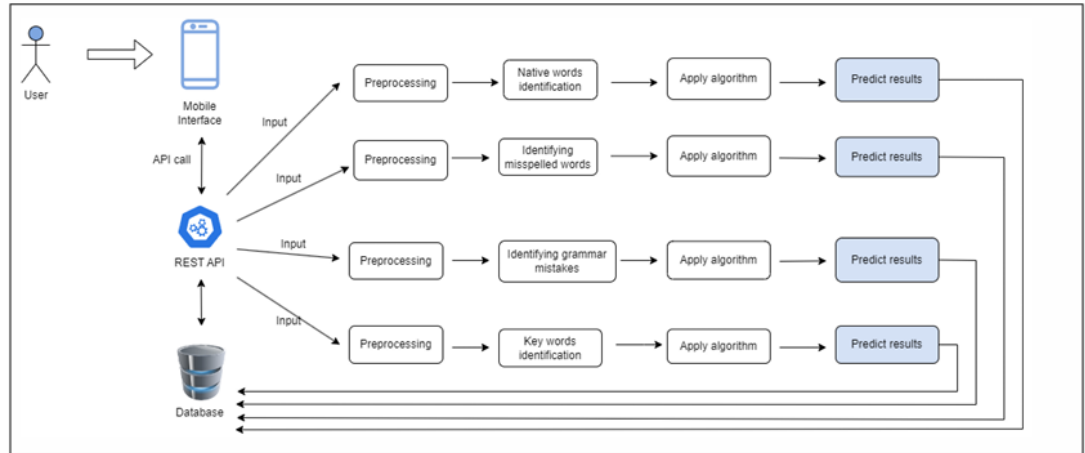 User
Mobile
Interface
API call
REST API
Database
Input
Preprocessing
Native words
identification
Apply algorithm
Predict results
Input
Preprocessing
Identifying
misspelled words
Apply algorithm
Predict results
Input
Preprocessing
Identifying grammar
mistakes
Apply algorithm
Predict results
Input
Preprocessing
Key words
identification
Apply algorithm
Predict results